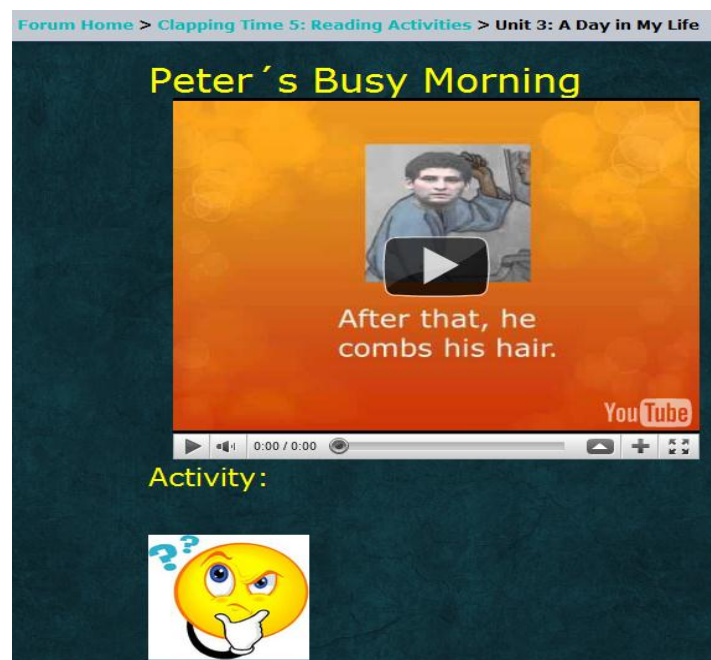 Forum Home > Clapping Time 5: Reading Activities > Unit 3: A Day in My Life
Peter´s Busy Morning
After that, he
combs his hair.
YouTube
0:00 / 0:00
Activity:
??